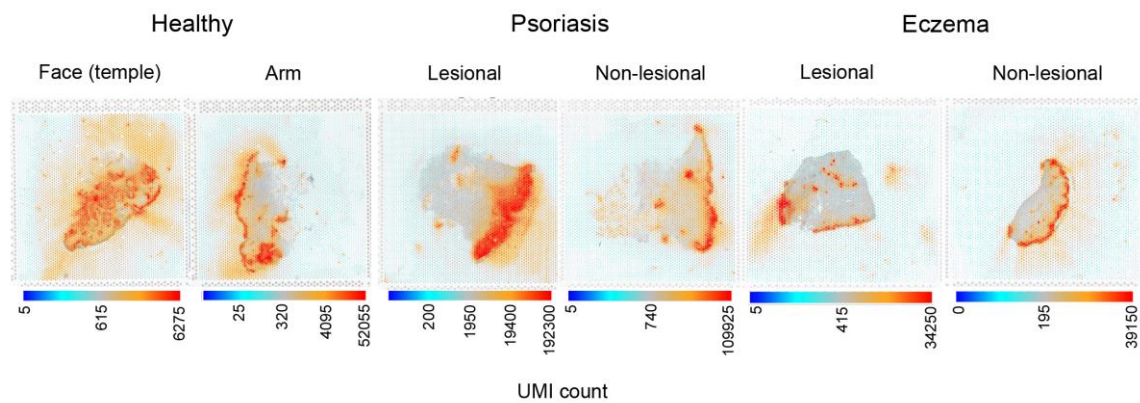 Healthy Psoriasis Eczema
Face (temple) Arm Lesional Non-lesional Lesional Non-lesional
5 615 6275 25 320 4095 52055 200 1950 19400 192300 5 740 109925 5 415 34250 0 195 39150
UMI count